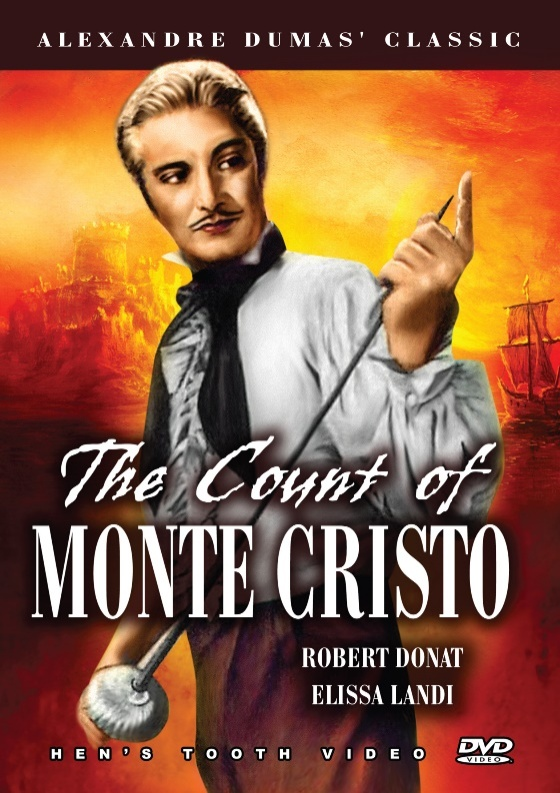 ALEXANDRE DUMAS' CLASSIC
The Count of
MONTE CRISTO
ROBERT DONAT
ELISSA LANDI
HEN'S TOOTH VIDEO
DVD
VIDEO